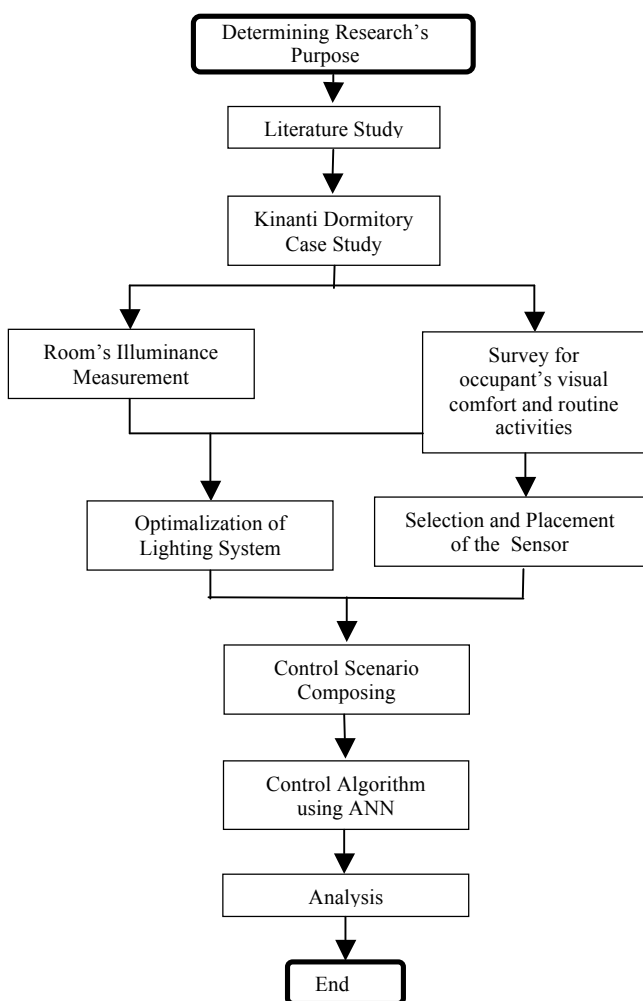 Determining Research's
Purpose
Literature Study
Kinanti Dormitory
Case Study
Room's Illuminance
Measurement
Survey for
occupant's visual
comfort and routine
activities
Optimalization of
Lighting System
Selection and Placement
of the Sensor
Control Scenario
Composing
Control Algorithm
using ANN
Analysis
End